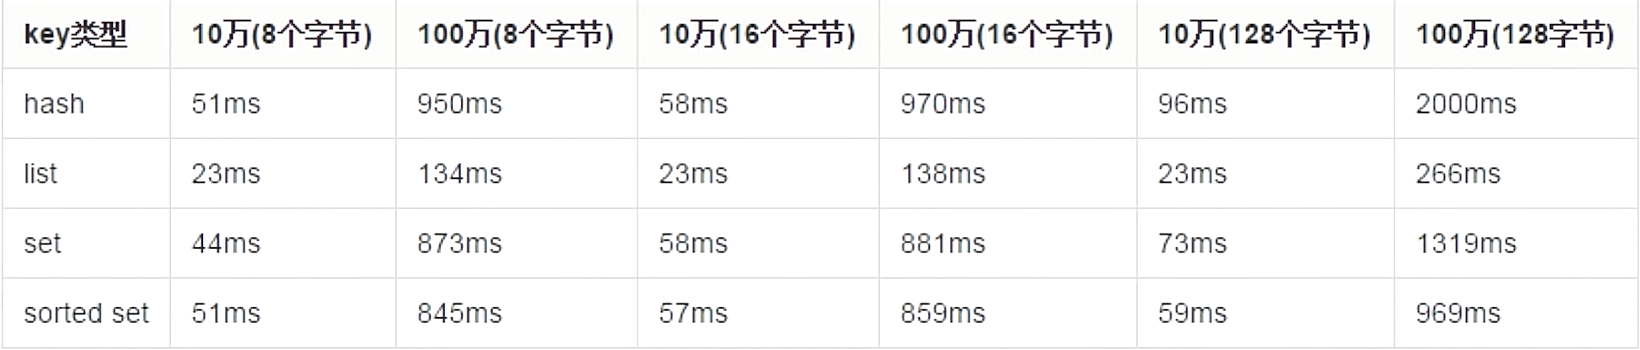 key类型 10万(8个字节) 100万(8个字节) 10万(16个字节) 100万(16个字节) 10万(128个字节) 100万(128字节)
hash 51ms 950ms 58ms 970ms 96ms 2000ms
list 23ms 134ms 23ms 138ms 23ms 266ms
set 44ms 873ms 58ms 881ms 73ms 1319ms
sorted set 51ms 845ms 57ms 859ms 59ms 969ms